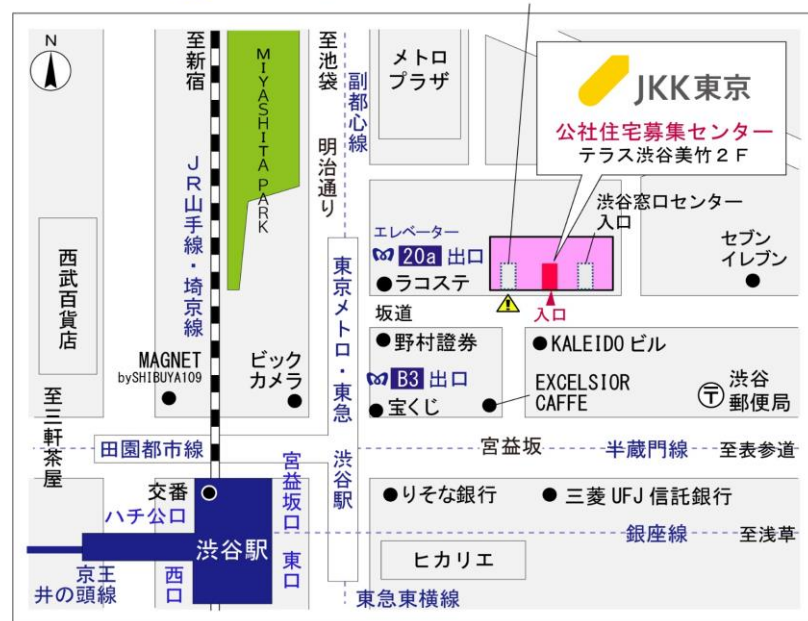 N
至新宿
MIYASHITA PARK
至池袋
明治通り
副都心線
メトロ
プラザ
JKK東京
公社住宅募集センター
テラス渋谷美竹２Ｆ
JR山手線・埼京線
西武百貨店
エレベーター
20a 出口
ラコステ
渋谷窓口センター
入口
セブン
イレブン
東京メトロ・東急
渋谷駅
坂道
入口
野村證券
KALEIDO ビル
MAGNET
bySHIBUYA109
ビック
カメラ
B3 出口
宝くじ
EXCELSIOR
CAFFE
〒
渋谷
郵便局
至三軒茶屋
田園都市線
宮益坂
半蔵門線
至表参道
交番
ハチ公口
宮益坂口
りそな銀行
三菱 UFJ 信託銀行
渋谷駅
東口
銀座線
至浅草
ヒカリエ
京王
井の頭線
西口
東急東横線